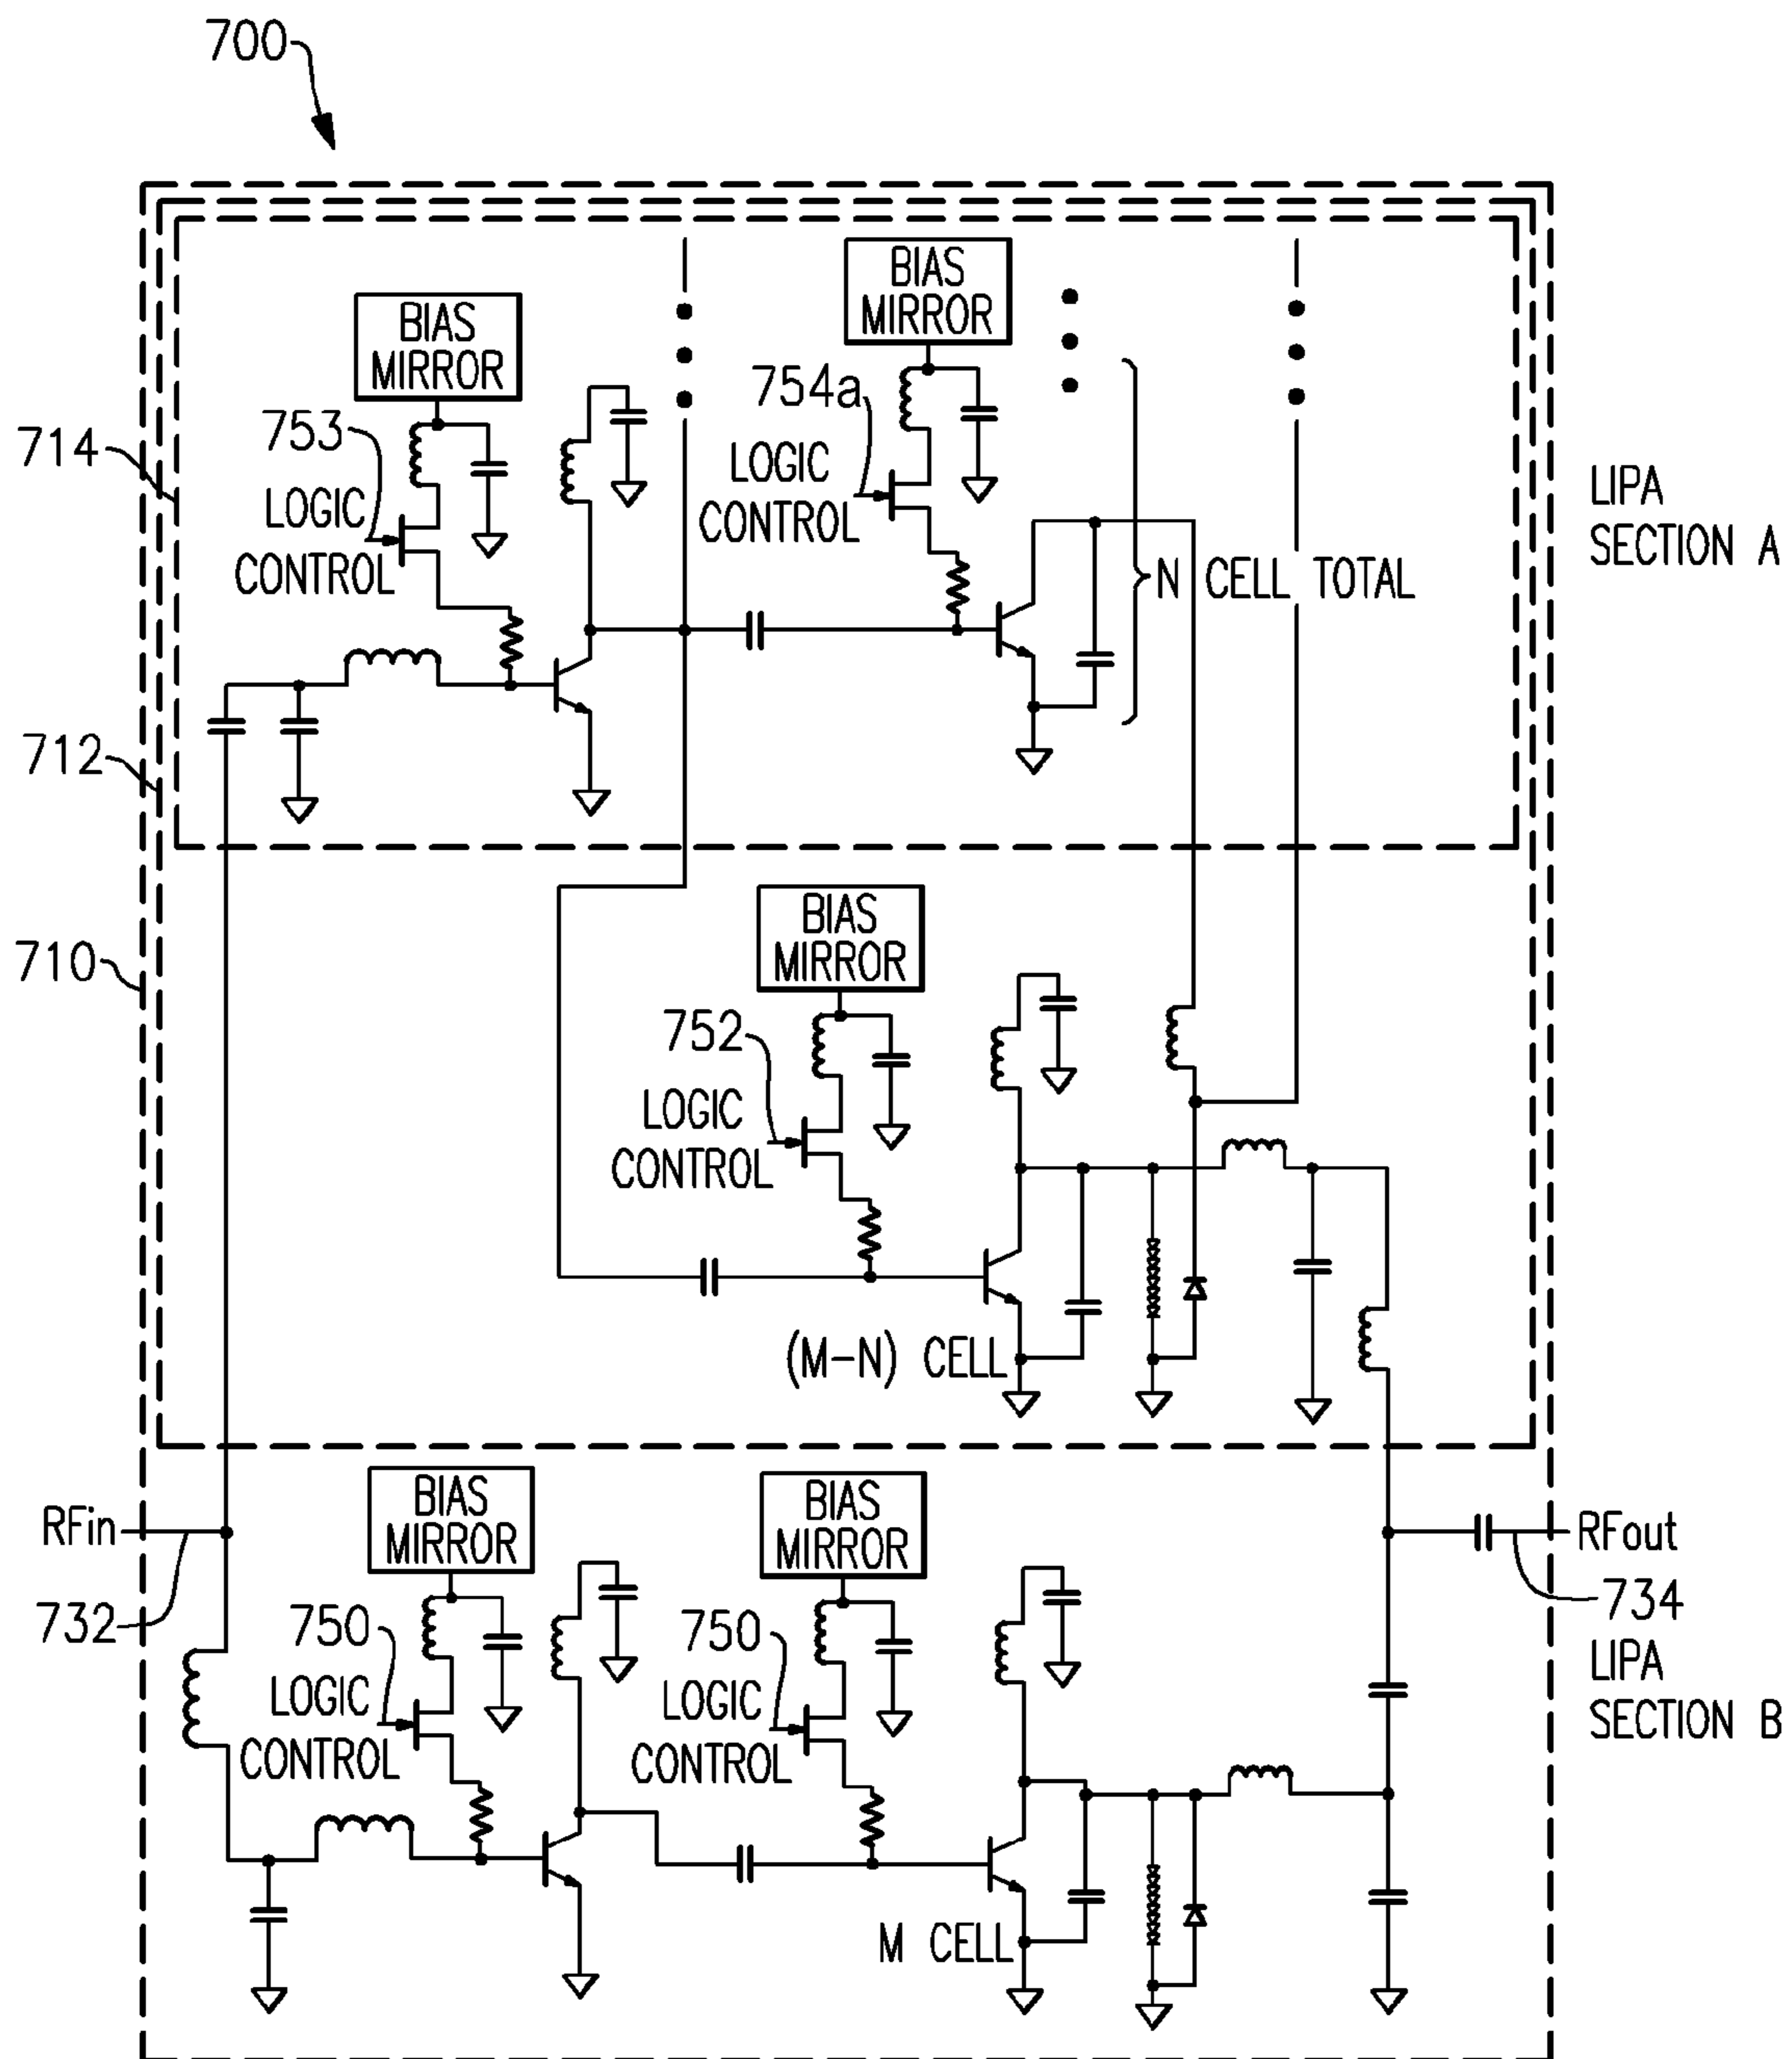 700
BIAS
MIRROR
BIAS
MIRROR
754a
753
714
LOGIC
CONTROL
LOGIC
CONTROL
LIPA
SECTION A
N CELL TOTAL
712
BIAS
MIRROR
710
752
LOGIC
CONTROL
(M-N) CELL
BIAS
MIRROR
BIAS
MIRROR
RFin
RFout
732
750
750
734
LOGIC
CONTROL
LOGIC
CONTROL
LIPA
SECTION B
M CELL